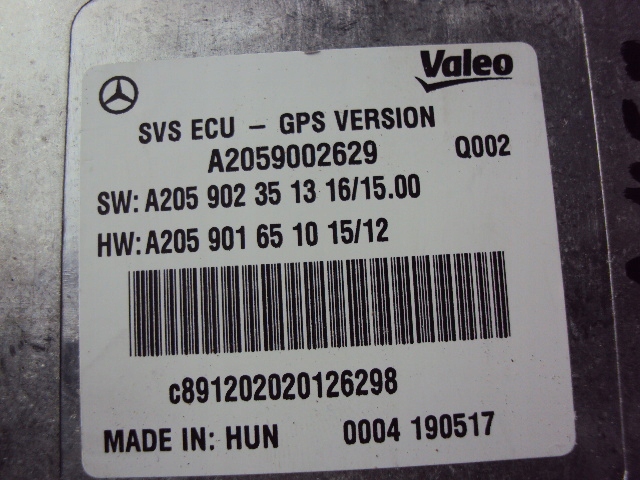 Valeo
SVS ECU - GPS VERSION
A2059002629 Q002
SW: A205 902 35 13 16/15.00
HW: A205 901 65 10 15/12
c891202020126298
MADE IN: HUN 0004 190517